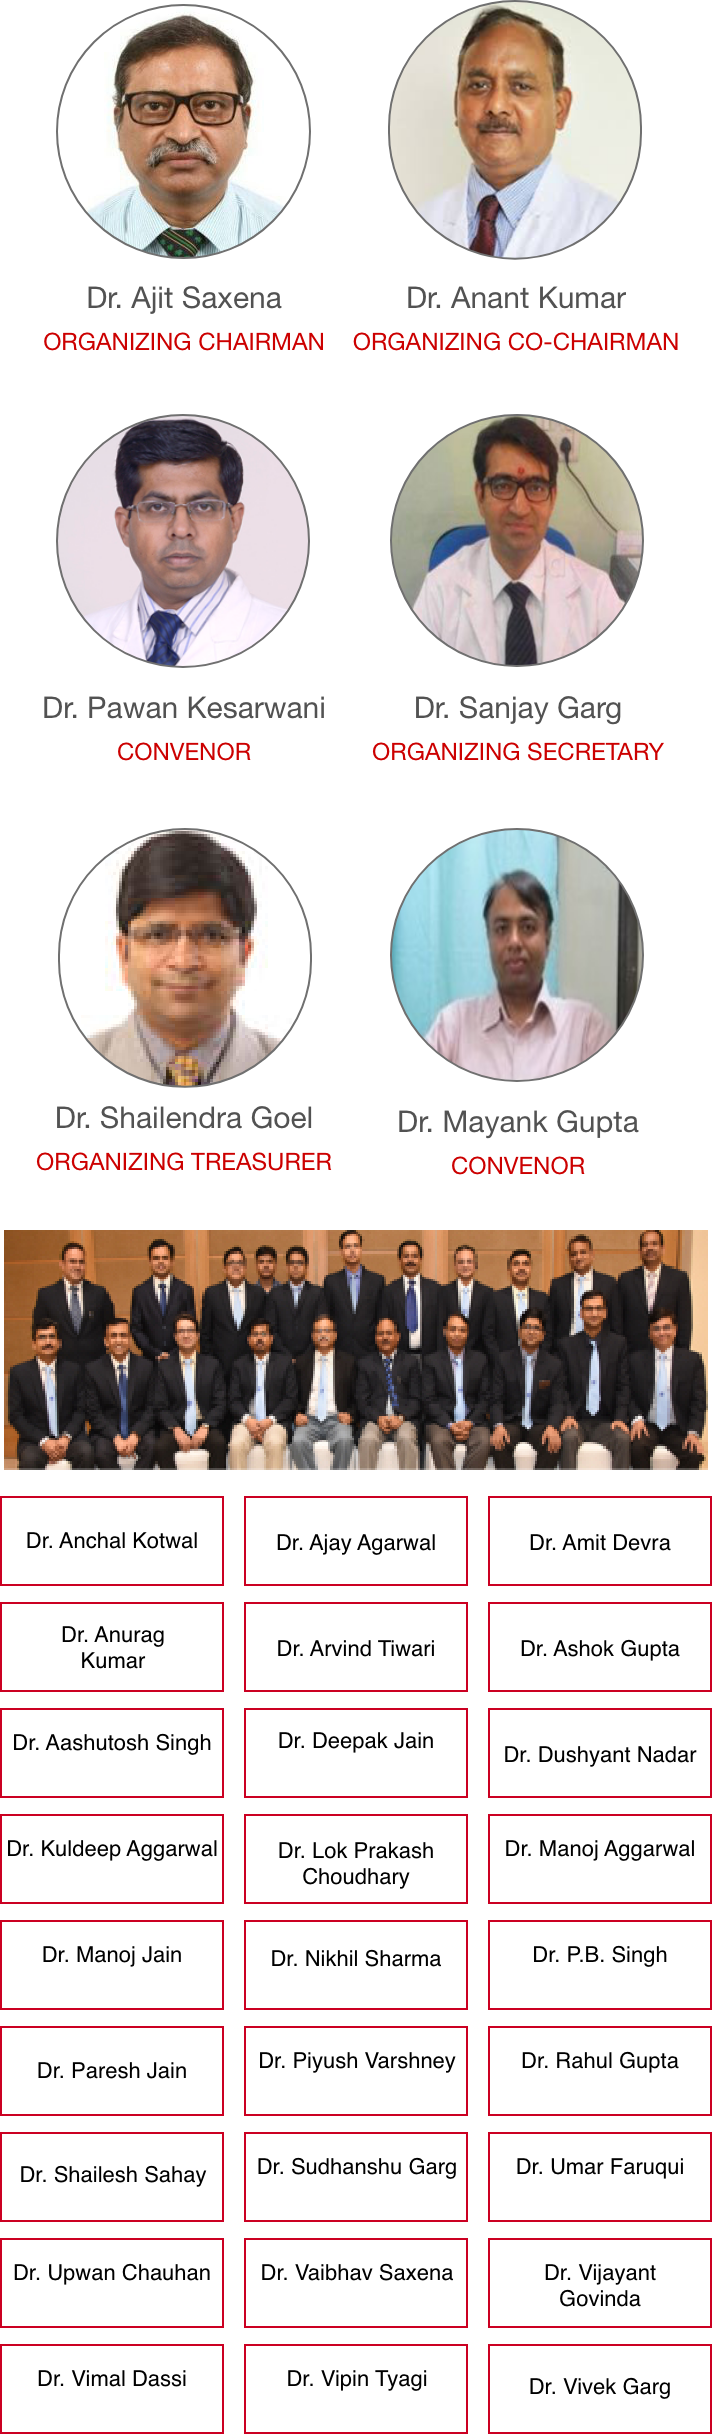 Dr. Ajit Saxena
ORGANIZING CHAIRMAN
Dr. Anant Kumar
ORGANIZING CO-CHAIRMAN
Dr. Pawan Kesarwani
CONVENOR
Dr. Sanjay Garg
ORGANIZING SECRETARY
Dr. Shailendra Goel
ORGANIZING TREASURER
Dr. Mayank Gupta
CONVENOR
Dr. Anchal Kotwal
Dr. Ajay Agarwal
Dr. Amit Devra
Dr. Anurag
Kumar
Dr. Arvind Tiwari
Dr. Ashok Gupta
Dr. Aashutosh Singh
Dr. Deepak Jain
Dr. Dushyant Nadar
Dr. Kuldeep Aggarwal
Dr. Lok Prakash
Choudhary
Dr. Manoj Aggarwal
Dr. Manoj Jain
Dr. Nikhil Sharma
Dr. P.B. Singh
Dr. Paresh Jain
Dr. Piyush Varshney
Dr. Rahul Gupta
Dr. Shailesh Sahay
Dr. Sudhanshu Garg
Dr. Umar Faruqui
Dr. Upwan Chauhan
Dr. Vaibhav Saxena
Dr. Vijayant
Govinda
Dr. Vimal Dassi
Dr. Vipin Tyagi
Dr. Vivek Garg